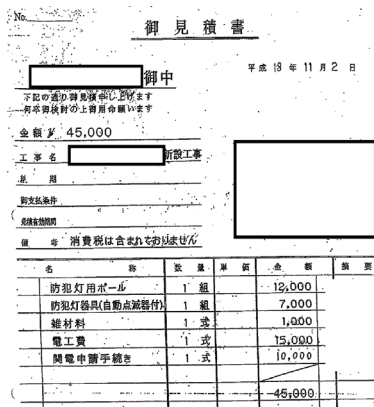 No.
御見積書
平成 18年 11月 2日
御中
下記の通り御見積申し上げます
何卒御検討の上御用命願います
金額 ¥ 45,000
工事名 新設工事
納期
御支払条件
見積有効期間
備考 消費税は含まれておりません
名称 数量 単価 金額 摘要
防犯灯用ポール 1 組 12,000
防犯灯器具(自動点滅器付) 1 組 7,000
雑材料 1 式 1,000
電工費 1 式 15,000
関電申請手続き 1 式 10,000
45,000